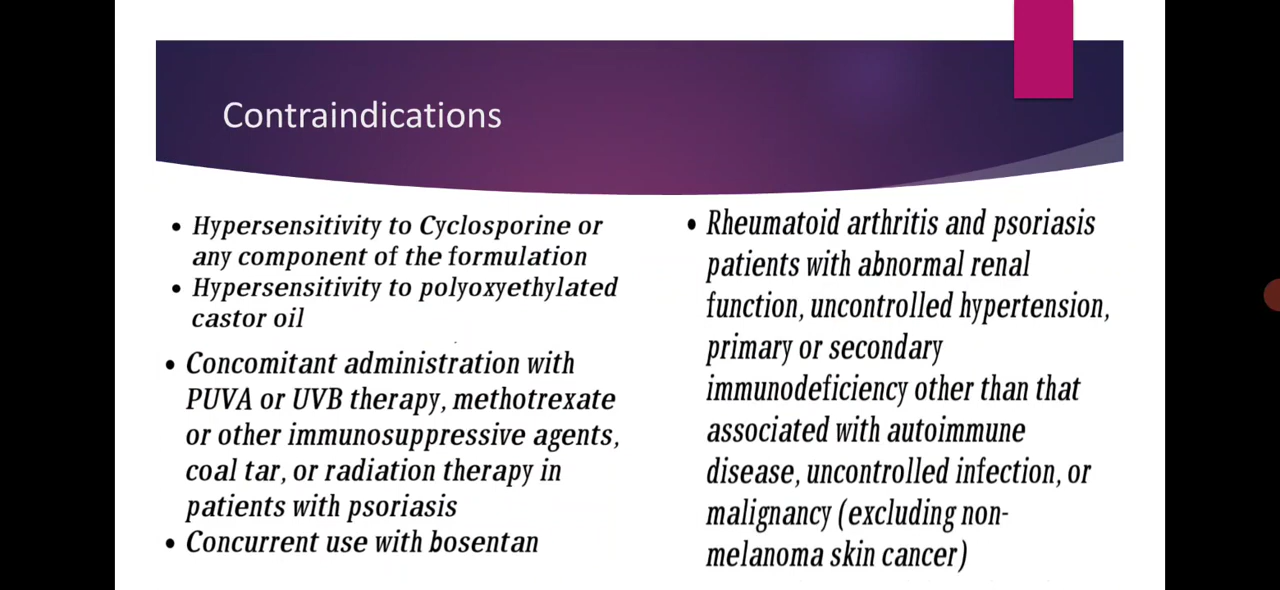 Contraindications
• Hypersensitivity to Cyclosporine or
any component of the formulation
• Hypersensitivity to polyoxyethylated
castor oil
• Concomitant administration with
PUVA or UVB therapy, methotrexate
or other immunosuppressive agents,
coal tar, or radiation therapy in
patients with psoriasis
• Concurrent use with bosentan
• Rheumatoid arthritis and psoriasis
patients with abnormal renal
function, uncontrolled hypertension,
primary or secondary
immunodeficiency other than that
associated with autoimmune
disease, uncontrolled infection, or
malignancy (excluding non-
melanoma skin cancer)